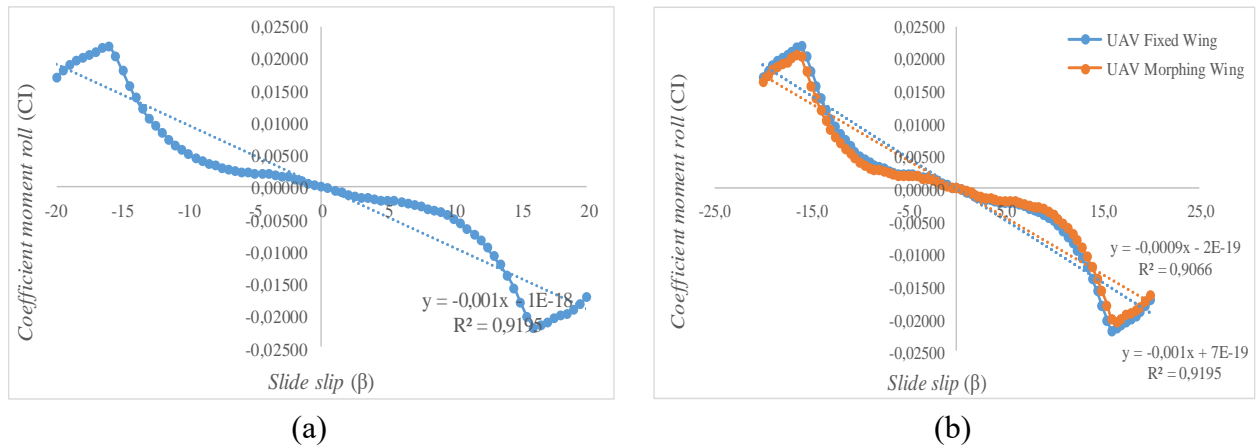 0,02500
0,02000
0,01500
0,01000
0,00500
0,00000
-0,00500
-0,01000
-0,01500
-0,02000
-0,02500
-20
-15
-10
-5
0
5
10
15
20
Coefficient moment roll (CI)
Slide slip (β)
y = -0,001x - 1E-18
R² = 0,9195
(a)
0,02500
0,02000
0,01500
0,01000
0,00500
0,00000
-0,00500
-0,01000
-0,01500
-0,02000
-0,02500
-25,0
-15,0
-5,0
5,0
15,0
25,0
UAV Fixed Wing
UAV Morphing Wing
Coefficient moment roll (CI)
Slide slip (β)
y = -0,0009x - 2E-19
R² = 0,9066
y = -0,001x + 7E-19
R² = 0,9195
(b)